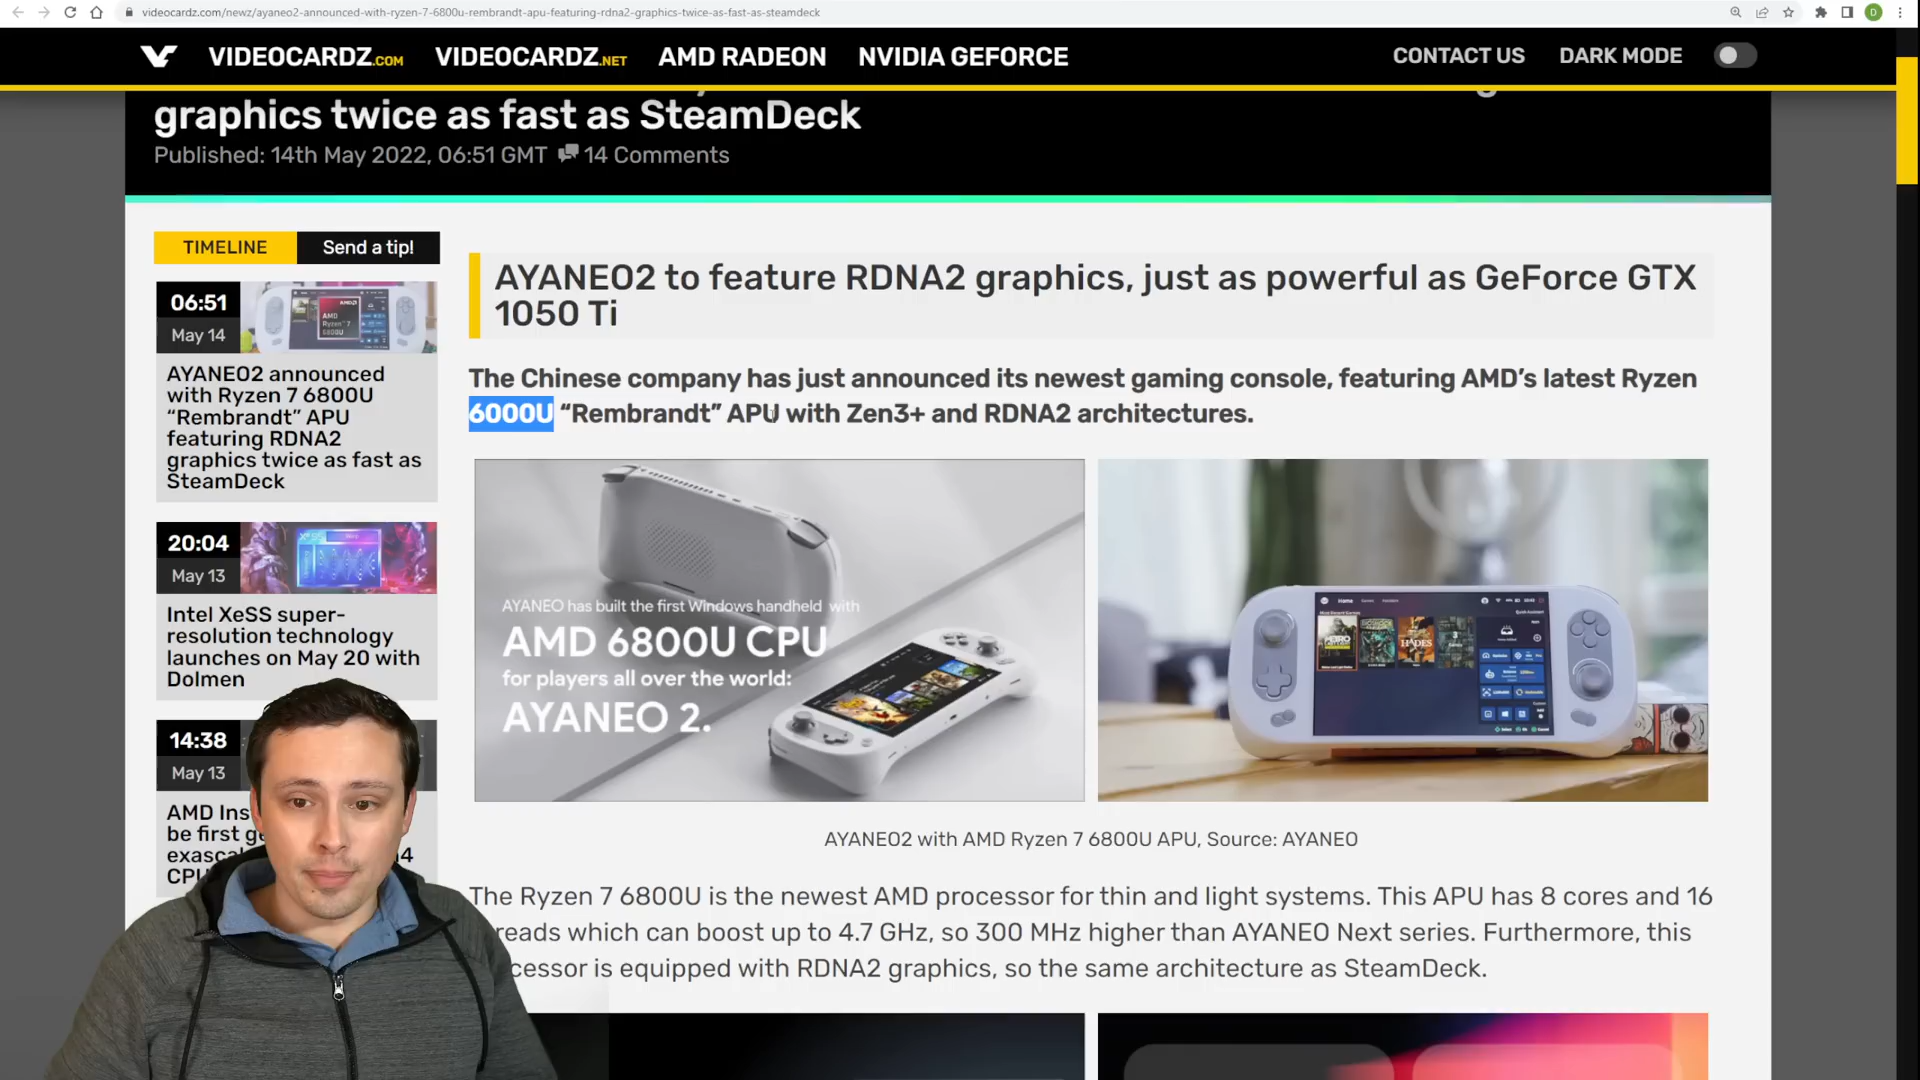 videocardz.com/newz/ayaneo2-announced-with-ryzen-7-6800u-rembrandt-apu-featuring-rdna2-graphics-twice-as-fast-as-steamdeck
D
VIDEOCARDZ.COM VIDEOCARDZ.NET AMD RADEON NVIDIA GEFORCE CONTACT US DARK MODE
graphics twice as fast as SteamDeck
Published: 14th May 2022, 06:51 GMT 14 Comments
TIMELINE Send a tip!
06:51
May 14
AMD
Ryzen 7
6800U
AYANEO2 announced
with Ryzen 7 6800U
“Rembrandt” APU
featuring RDNA2
graphics twice as fast as
SteamDeck
20:04
May 13
Intel XeSS super-
resolution technology
launches on May 20 with
Dolmen
14:38
May 13
AMD Ins
be first g
exasca
CPU
AYANEO2 to feature RDNA2 graphics, just as powerful as GeForce GTX
1050 Ti
The Chinese company has just announced its newest gaming console, featuring AMD’s latest Ryzen
6000U “Rembrandt” APU with Zen3+ and RDNA2 architectures.
AYANEO has built the first Windows handheld with
AMD 6800U CPU
for players all over the world:
AYANEO 2.
METRO
HADES
AYANEO2 with AMD Ryzen 7 6800U APU, Source: AYANEO
The Ryzen 7 6800U is the newest AMD processor for thin and light systems. This APU has 8 cores and 16
reads which can boost up to 4.7 GHz, so 300 MHz higher than AYANEO Next series. Furthermore, this
cessor is equipped with RDNA2 graphics, so the same architecture as SteamDeck.